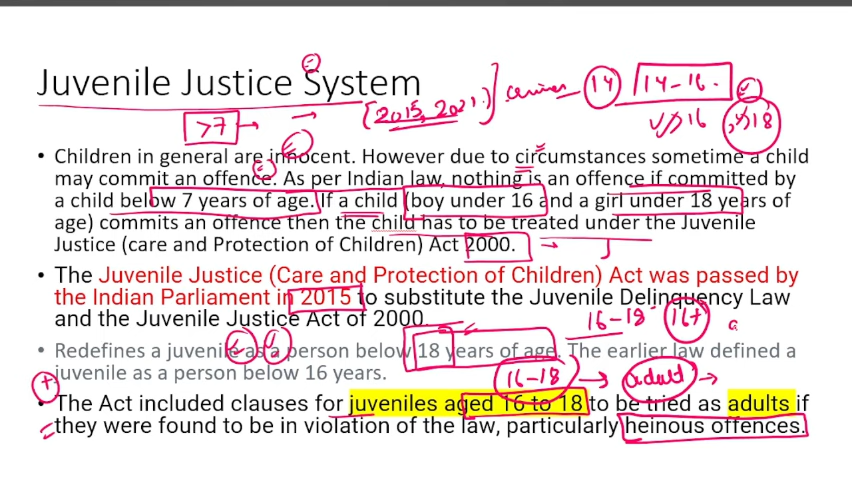 Juvenile Justice System
[2015, 2021]
14
14-16.
>7
16
18
• Children in general are innocent. However due to circumstances sometime a child
may commit an offence. As per Indian law, nothing is an offence if committed by
a child below 7 years of age. If a child (boy under 16 and a girl under 18 years of
age) commits an offence then the child has to be treated under the Juvenile
Justice (care and Protection of Children) Act 2000.
• The Juvenile Justice (Care and Protection of Children) Act was passed by
the Indian Parliament in 2015 to substitute the Juvenile Delinquency Law
and the Juvenile Justice Act of 2000.
16-18
16+
• Redefines a juvenile as a person below 18 years of age. The earlier law defined a
juvenile as a person below 16 years.
16-18
adult
• The Act included clauses for juveniles aged 16 to 18 to be tried as adults if
they were found to be in violation of the law, particularly heinous offences.